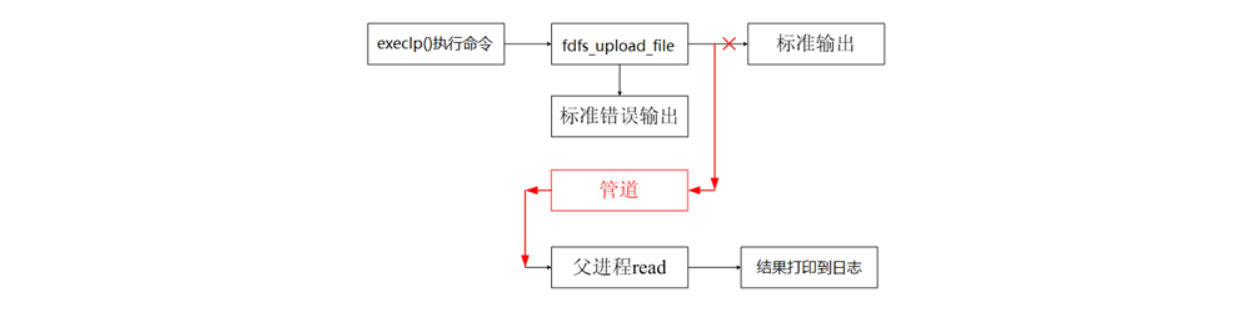 execlp()执行命令
fdfs_upload_file
标准输出
标准错误输出
管道
父进程read
结果打印到日志